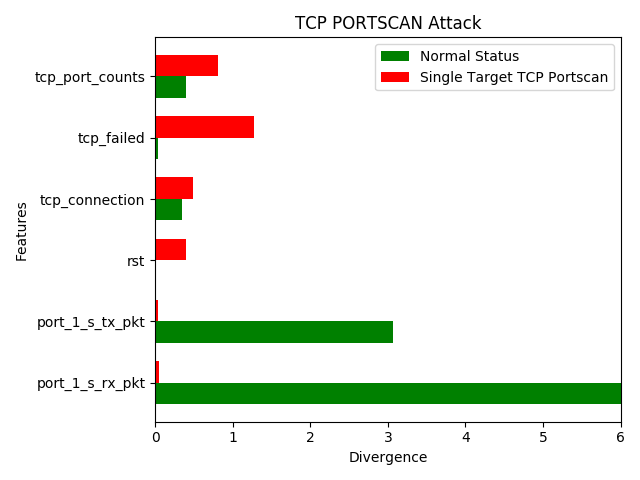 TCP PORTSCAN Attack
Normal Status
Single Target TCP Portscan
Features
tcp_port_counts
tcp_failed
tcp_connection
rst
port_1_s_tx_pkt
port_1_s_rx_pkt
0 1 2 3 4 5 6
Divergence